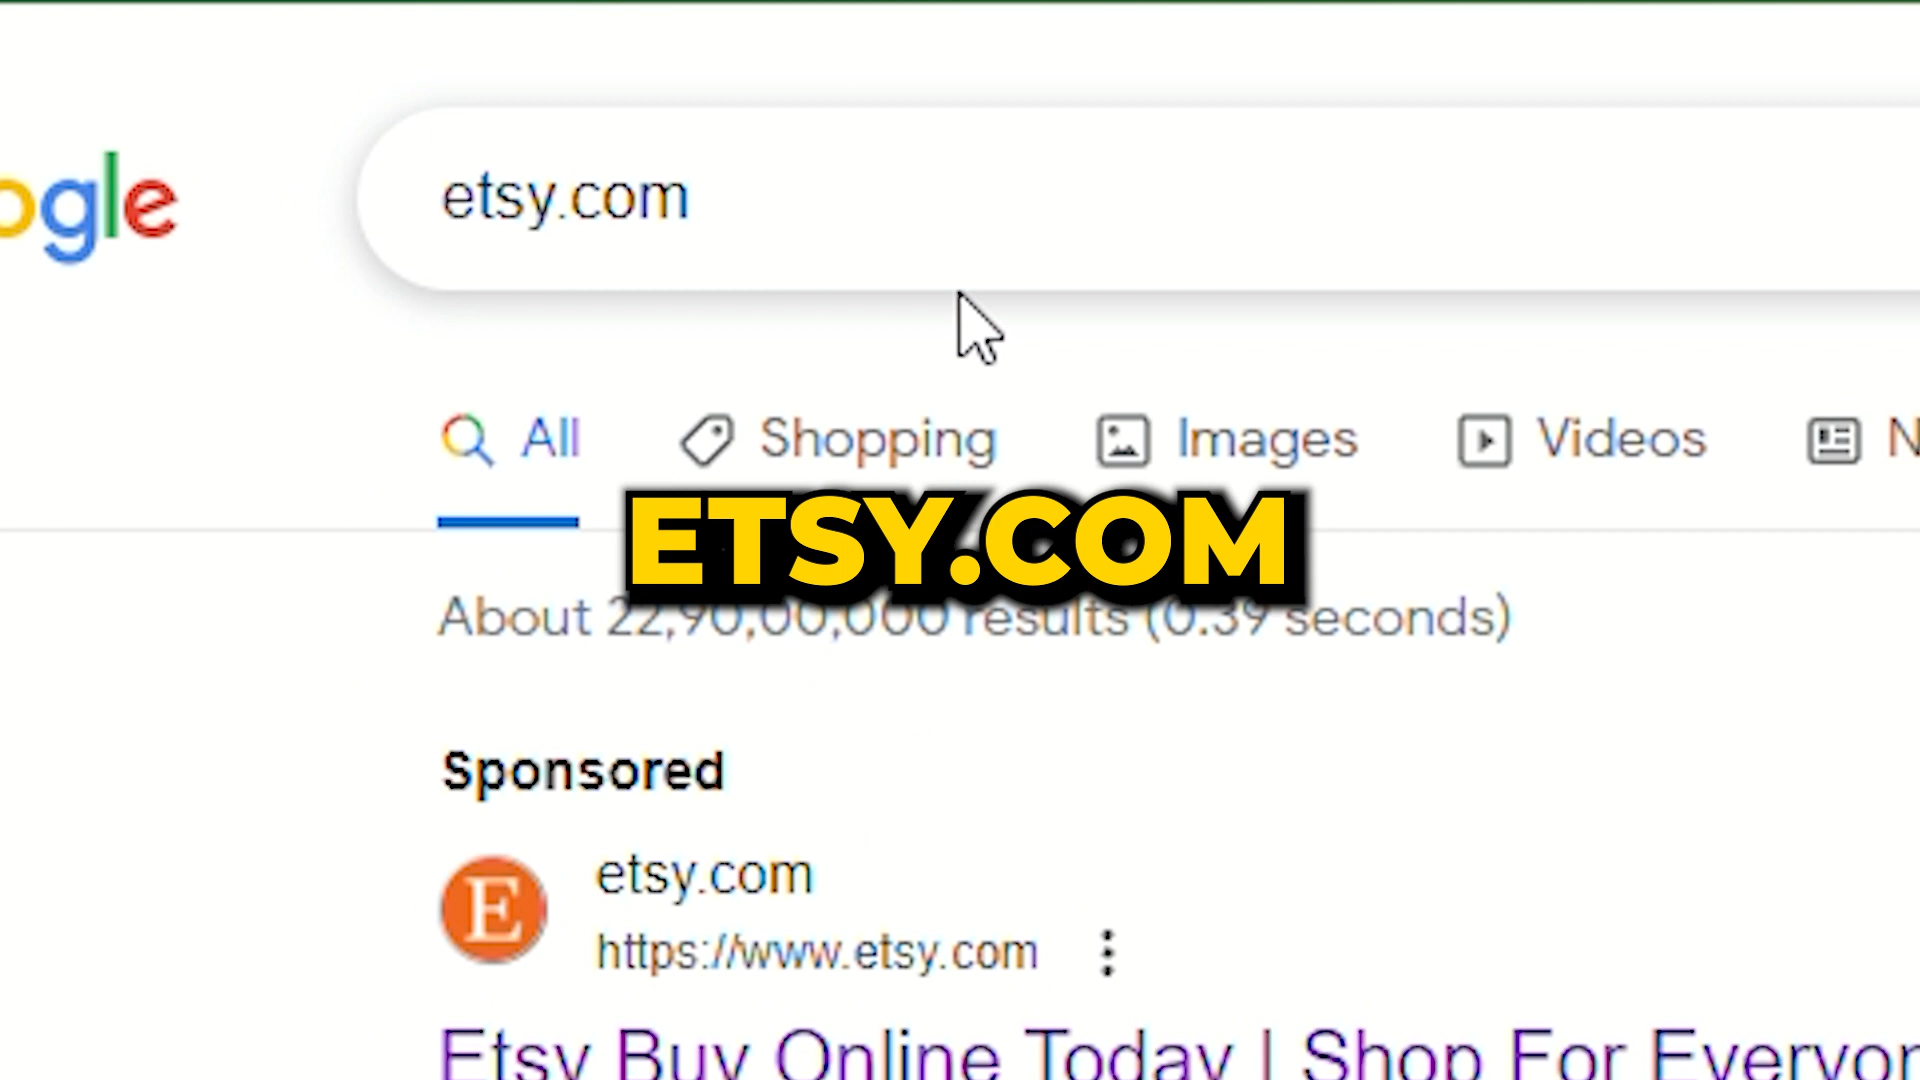 ogle
etsy.com
All Shopping Images Videos N
ETSY.COM
About 22,90,00,000 results (0.39 seconds)
Sponsored
E
etsy.com
https://www.etsy.com
Etsy Buy Online Today | Shop For Everyon